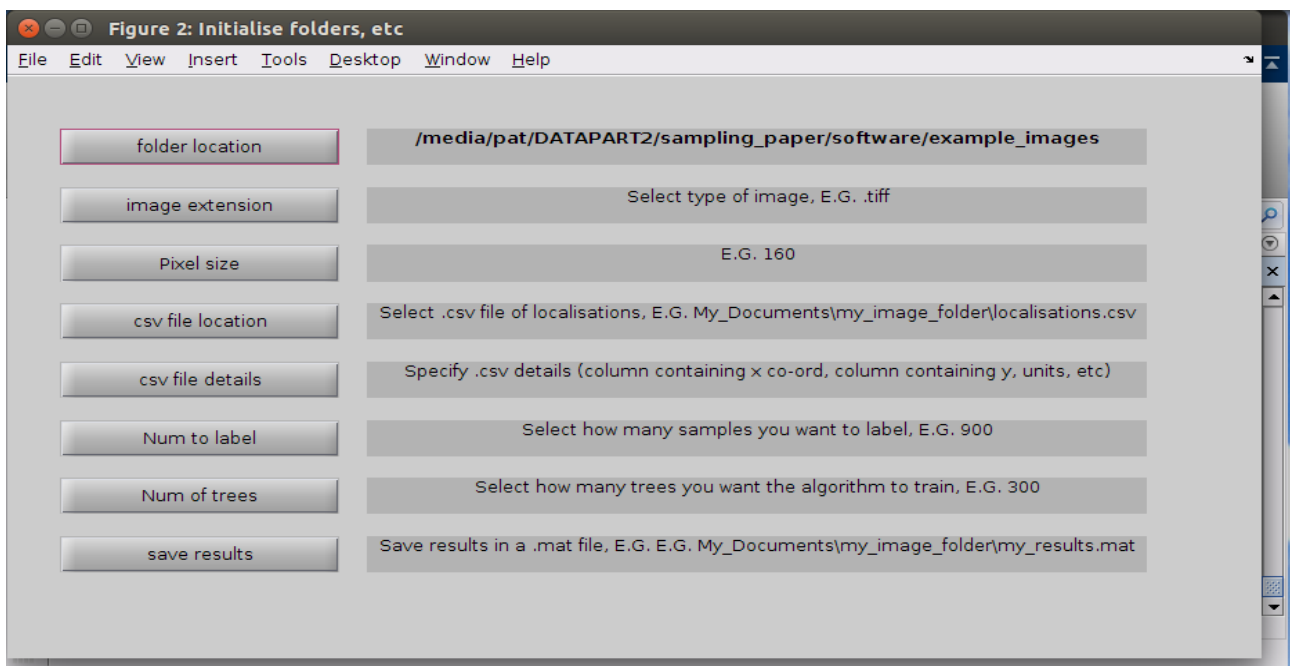 Figure 2: Initialise folders, etc
File Edit View Insert Tools Desktop Window Help
folder location /media/pat/DATAPART2/sampling_paper/software/example_images
image extension Select type of image, E.G. .tiff
Pixel size E.G. 160
csv file location Select .csv file of localisations, E.G. My_Documents\my_image_folder\localisations.csv
csv file details Specify .csv details (column containing x co-ord, column containing y, units, etc)
Num to label Select how many samples you want to label, E.G. 900
Num of trees Select how many trees you want the algorithm to train, E.G. 300
save results Save results in a .mat file, E.G. E.G. My_Documents\my_image_folder\my_results.mat